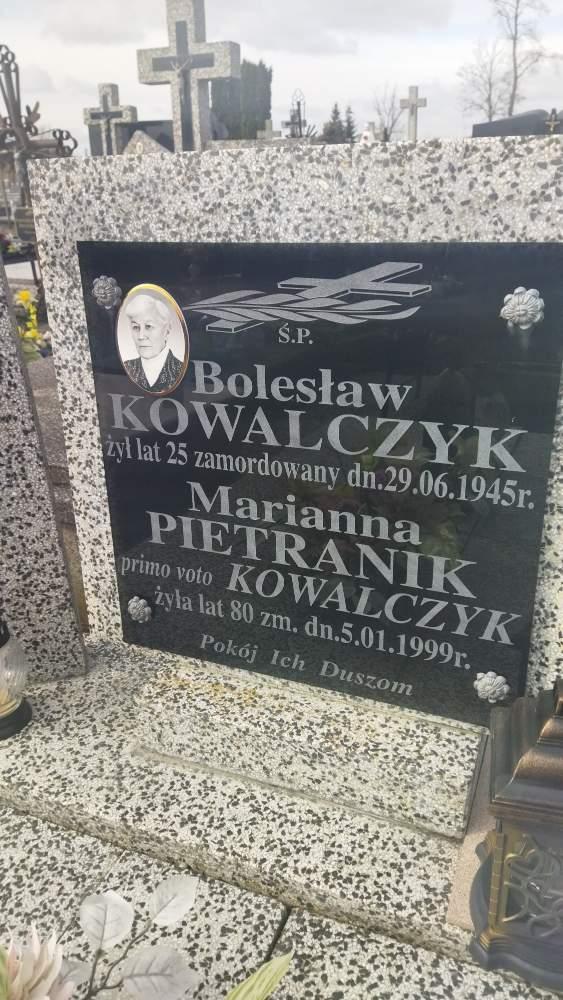 Ś.P.
Bolesław
KOWALCZYK
żył lat 25 zamordowany dn.29.06.1945r.
Marianna
PIETRANIK
primo voto KOWALCZYK
żyła lat 80 zm. dn.5.01.1999r.
Pokój Ich Duszom